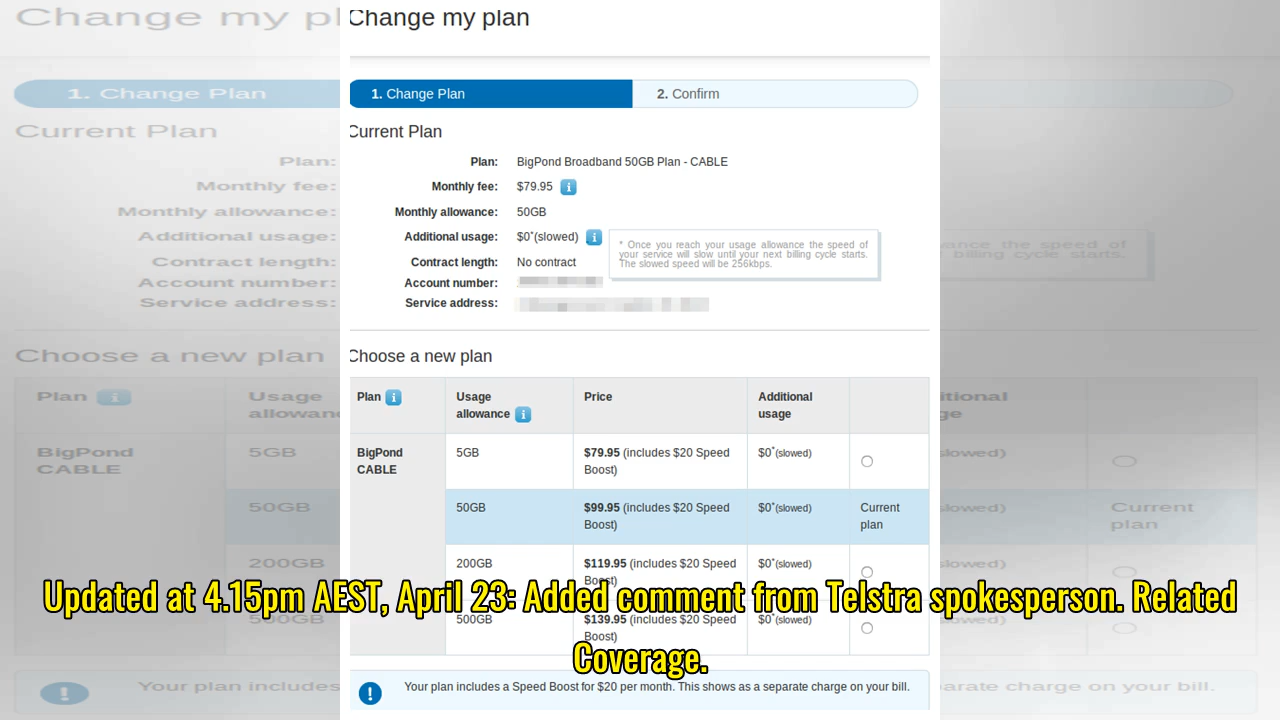 Change my plan
1. Change Plan
2. Confirm
Current Plan
Plan: BigPond Broadband 50GB Plan - CABLE
Monthly fee: $79.95
Monthly allowance: 50GB
Additional usage: $0*(slowed)
* Once you reach your usage allowance the speed of
your service will slow until your next billing cycle starts.
The slowed speed will be 256kbps.
Contract length: No contract
Account number:
Service address:
Choose a new plan
Plan
Usage
allowance
Price
Additional
usage
BigPond
CABLE
5GB
$79.95 (includes $20 Speed
Boost)
$0*(slowed)
50GB
$99.95 (includes $20 Speed
Boost)
$0*(slowed)
Current
plan
200GB
$119.95 (includes $20 Speed
Boost)
$0*(slowed)
500GB
$139.95 (includes $20 Speed
Boost)
$0*(slowed)
Updated at 4.15pm AEST, April 23: Added comment from Telstra spokesperson. Related
Coverage.
Your plan includes a Speed Boost for $20 per month. This shows as a separate charge on your bill.